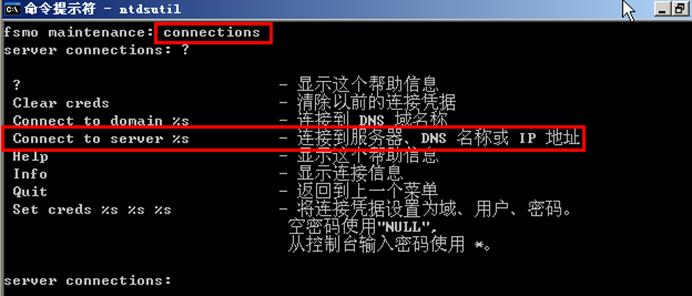 命令提示符 - ntdsutil
fsmo maintenance: connections
server connections: ?
? - 显示这个帮助信息
Clear creds - 清除以前的连接凭据
Connect to domain %s - 连接到 DNS 域名称
Connect to server %s - 连接到服务器、DNS 名称或 IP 地址
Help - 显示这个帮助信息
Info - 显示连接信息
Quit - 返回到上一个菜单
Set creds %s %s %s - 将连接凭据设置为域、用户、密码。
空密码使用"NULL",
从控制台输入密码使用 *。
server connections: